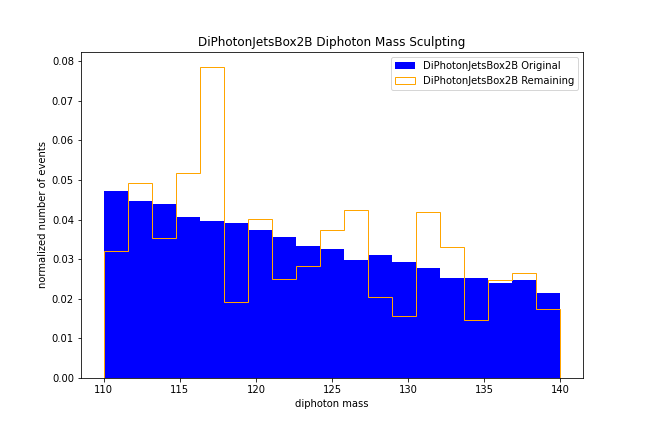 DiPhotonJetsBox2B Diphoton Mass Sculpting
DiPhotonJetsBox2B Original
DiPhotonJetsBox2B Remaining
normalized number of events
0.08
0.07
0.06
0.05
0.04
0.03
0.02
0.01
0.00
110 115 120 125 130 135 140
diphoton mass